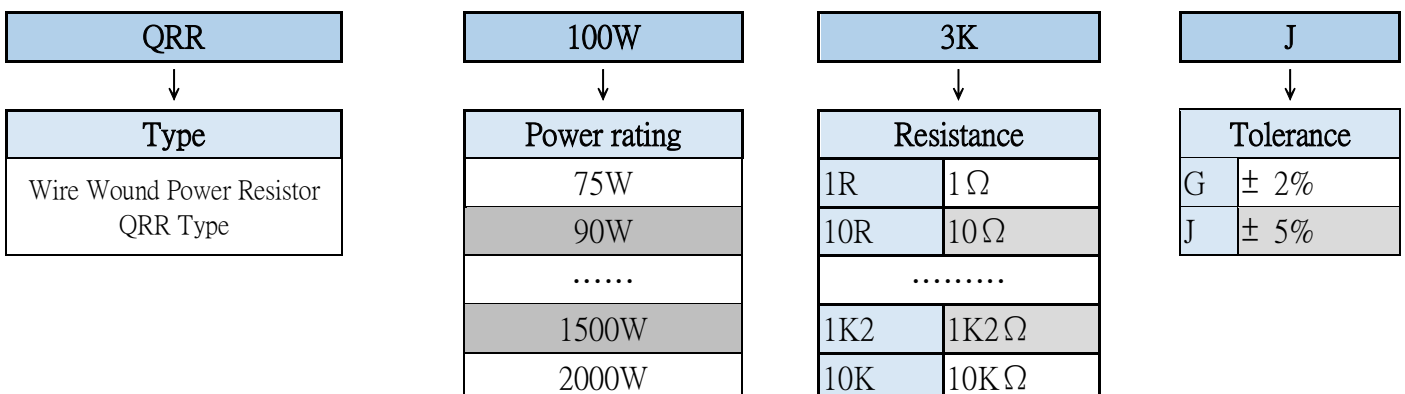 QRR 100W 3K J
Type Power rating Resistance Tolerance
Wire Wound Power Resistor
QRR Type
75W 1R 1Ω G ± 2%
90W 10R 10Ω J ± 5%
…… ………
1500W 1K2 1K2Ω
2000W 10K 10KΩ